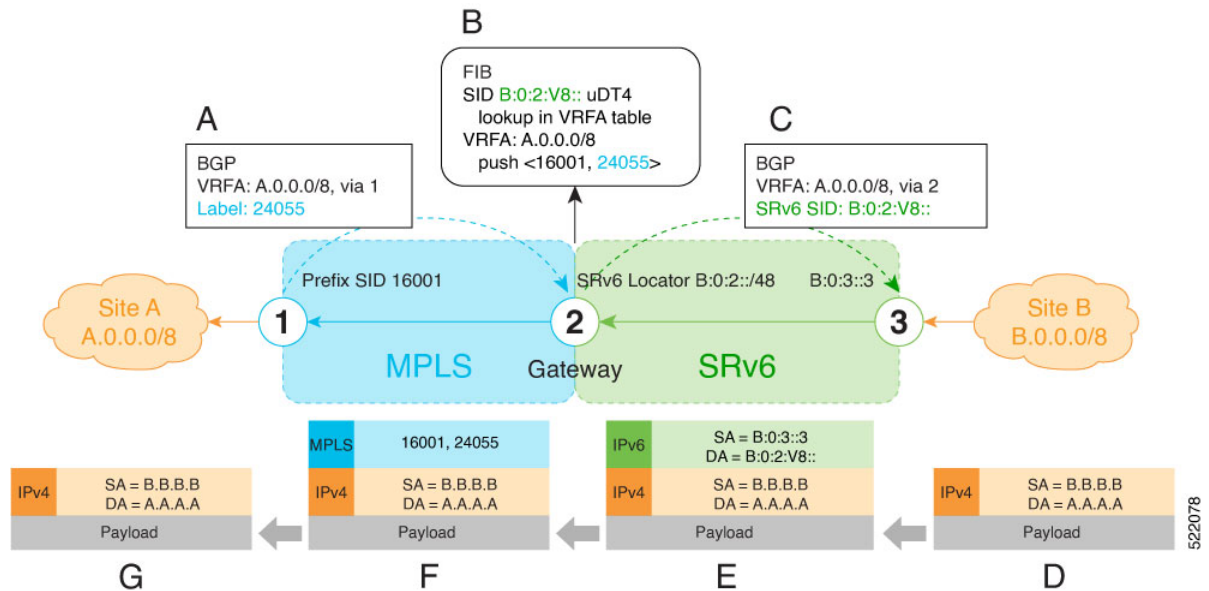 B
FIB
SID B:0:2:V8:: uDT4
lookup in VRFA table
VRFA: A.0.0.0/8
push <16001, 24055>
A
BGP
VRFA: A.0.0.0/8, via 1
Label: 24055
C
BGP
VRFA: A.0.0.0/8, via 2
SRv6 SID: B:0:2:V8::
Prefix SID 16001
SRv6 Locator B:0:2::/48
B:0:3::3
Site A
A.0.0.0/8
1
2
3
Site B
B.0.0.0/8
MPLS
Gateway
SRv6
IPv4
SA = B.B.B.B
DA = A.A.A.A
Payload
G
MPLS
16001, 24055
IPv4
SA = B.B.B.B
DA = A.A.A.A
Payload
F
IPv6
SA = B:0:3::3
DA = B:0:2:V8::
IPv4
SA = B.B.B.B
DA = A.A.A.A
Payload
E
IPv4
SA = B.B.B.B
DA = A.A.A.A
Payload
D
522078